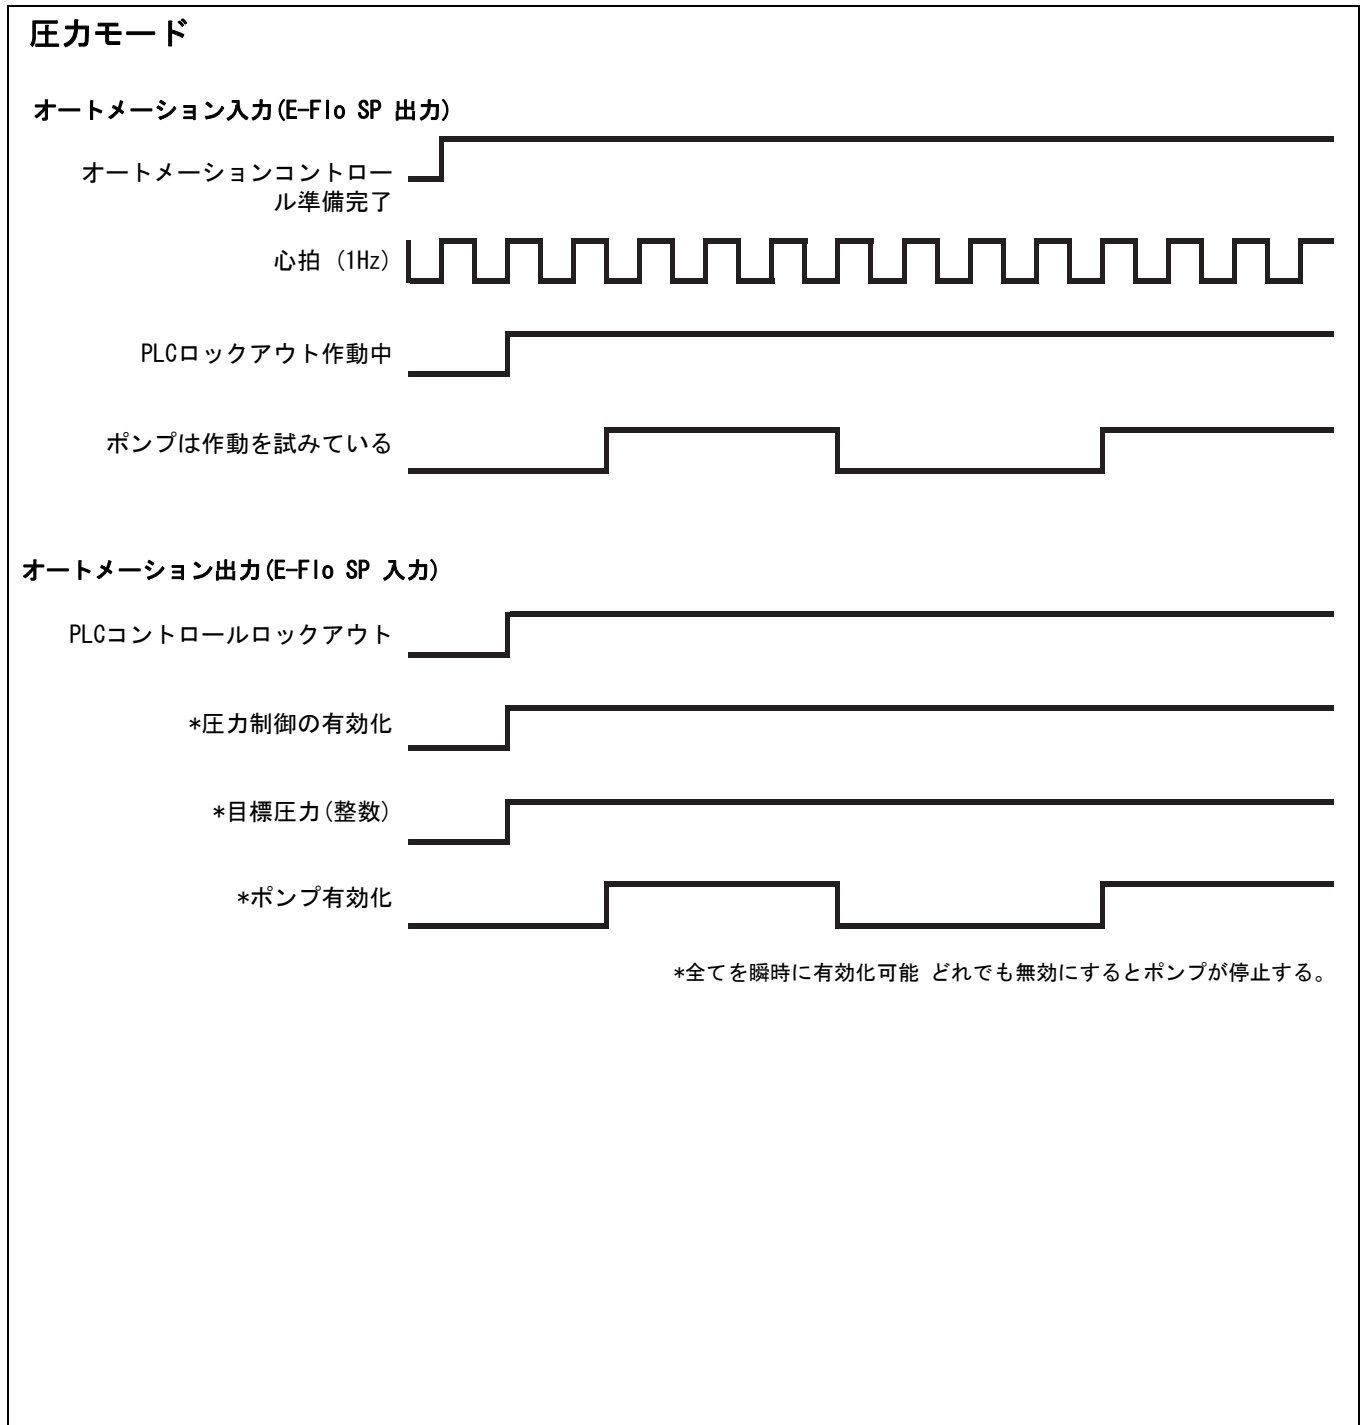 圧力モード
オートメーション入力(E-Flo SP 出力)
オートメーションコントロー
ル準備完了
心拍 (1Hz)
PLCロックアウト作動中
ポンプは作動を試みている
オートメーション出力(E-Flo SP 入力)
PLCコントロールロックアウト
*圧力制御の有効化
*目標圧力(整数)
*ポンプ有効化
*全てを瞬時に有効化可能 どれでも無効にするとポンプが停止する。